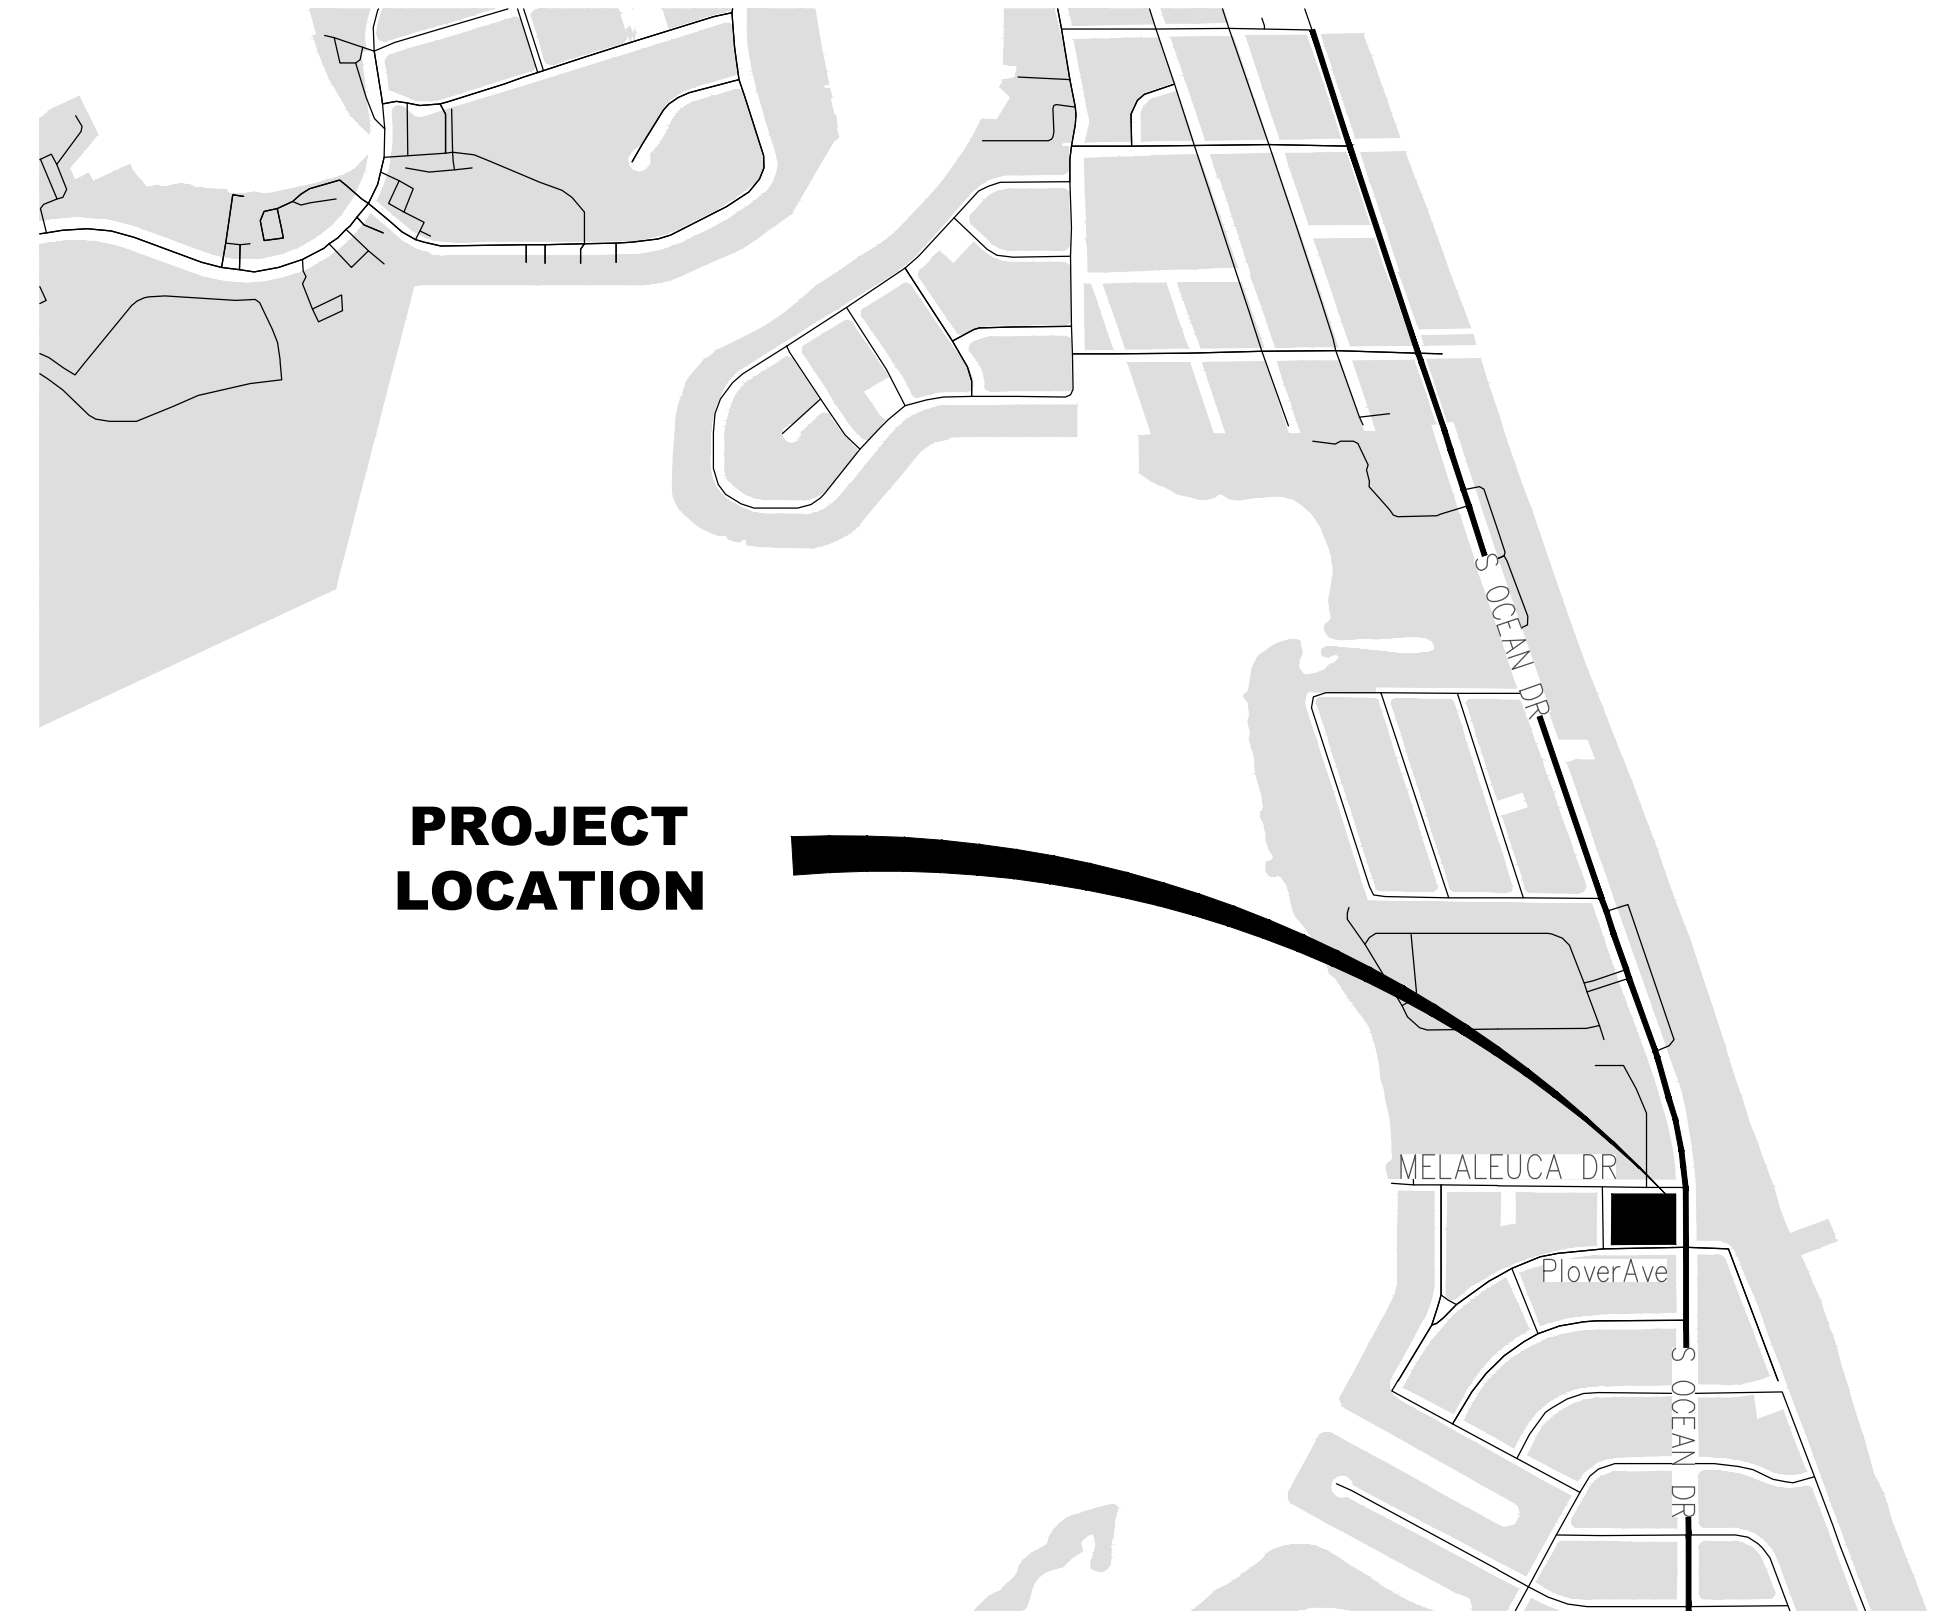 S OCEAN DR
PROJECT
LOCATION
MELALEUCA DR
PloverAve
S OCEAN DR